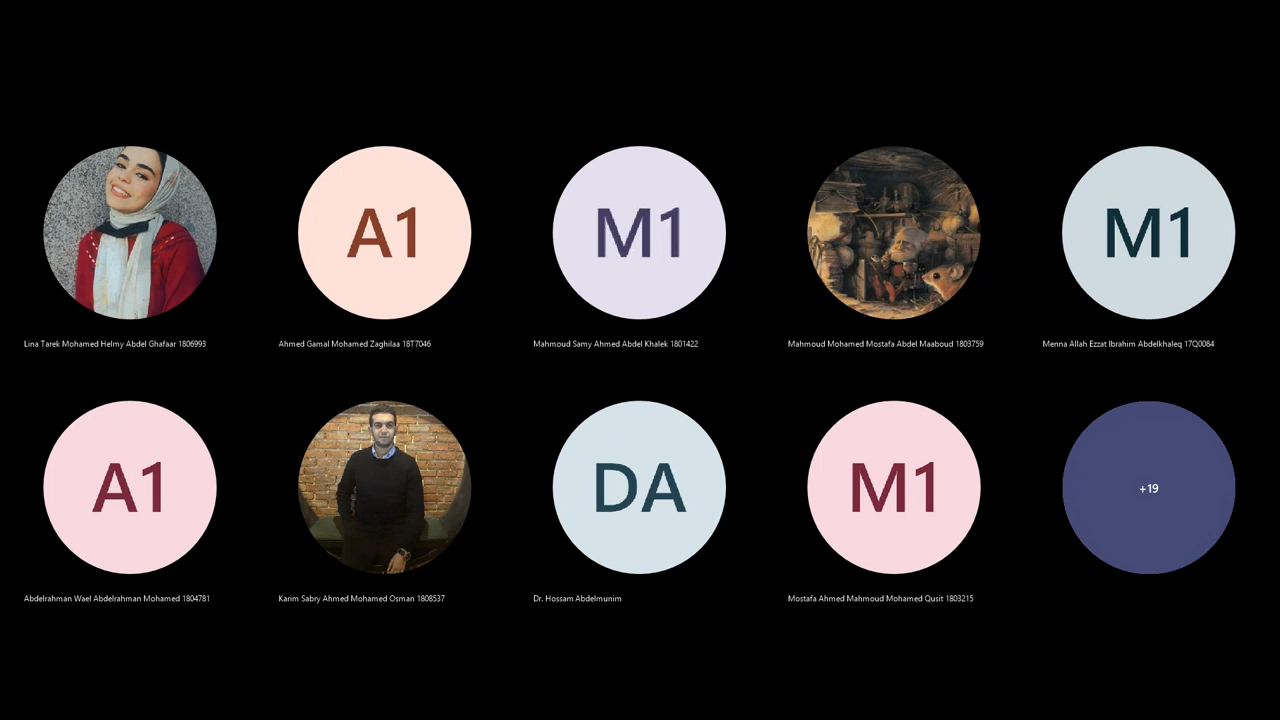 A1
M1
M1
Lina Tarek Mohamed Helmy Abdel Ghafaar 1806993
Ahmed Gamal Mohamed Zaghilaa 18T7046
Mahmoud Samy Ahmed Abdel Khalek 1801422
Mahmoud Mohamed Mostafa Abdel Maaboud 1803759
Menna Allah Ezzat Ibrahim Abdelkhaleq 17Q0084
A1
DA
M1
+19
Abdelrahman Wael Abdelrahman Mohamed 1804781
Karim Sabry Ahmed Mohamed Osman 1808537
Dr. Hossam Abdelmunim
Mostafa Ahmed Mahmoud Mohamed Qusit 1803215